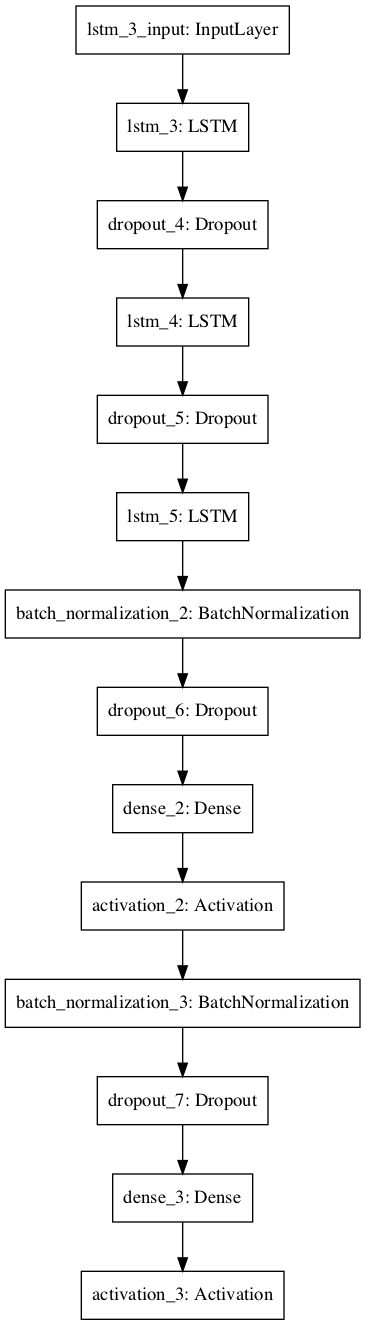 lstm_3_input: InputLayer
lstm_3: LSTM
dropout_4: Dropout
lstm_4: LSTM
dropout_5: Dropout
lstm_5: LSTM
batch_normalization_2: BatchNormalization
dropout_6: Dropout
dense_2: Dense
activation_2: Activation
batch_normalization_3: BatchNormalization
dropout_7: Dropout
dense_3: Dense
activation_3: Activation